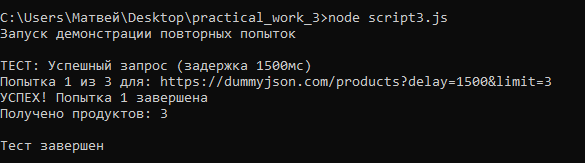 C:\Users\Матвей\Desktop\practical_work_3>node script3.js
Запуск демонстрации повторных попыток
ТЕСТ: Успешный запрос (задержка 1500мс)
Попытка 1 из 3 для: https://dummyjson.com/products?delay=1500&limit=3
УСПЕХ! Попытка 1 завершена
Получено продуктов: 3
Тест завершен